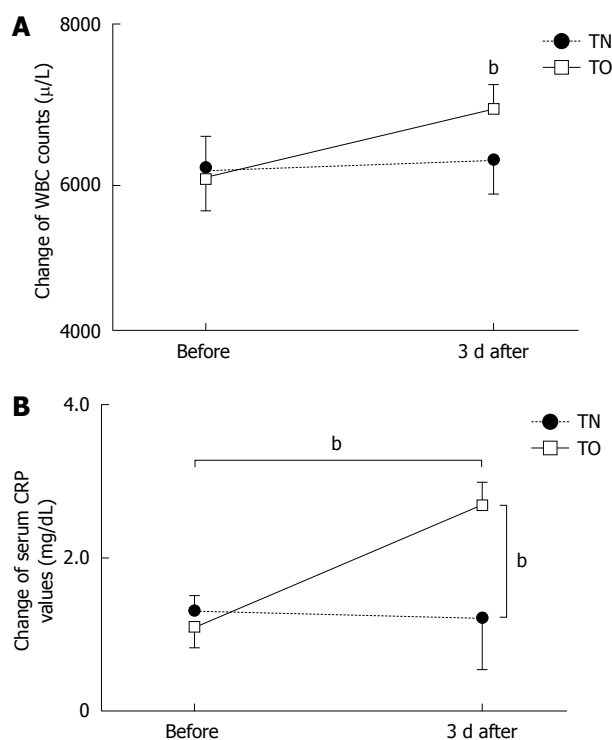 A
8000
6000
4000
Change of WBC counts (μ/L)
b
TN
TO
Before
3 d after
B
4.0
2.0
0
Change of serum CRP
values (mg/dL)
b
b
TN
TO
Before
3 d after